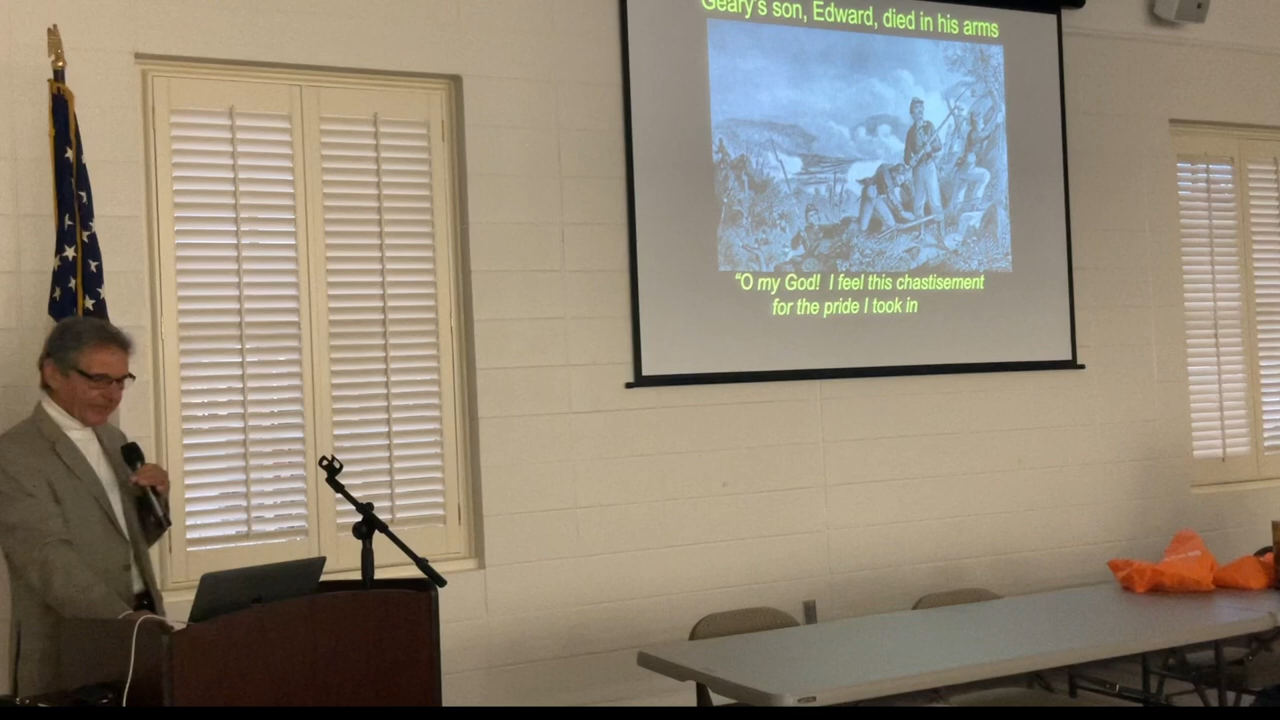 Geary's son, Edward, died in his arms
"O my God! I feel this chastisement
for the pride I took in